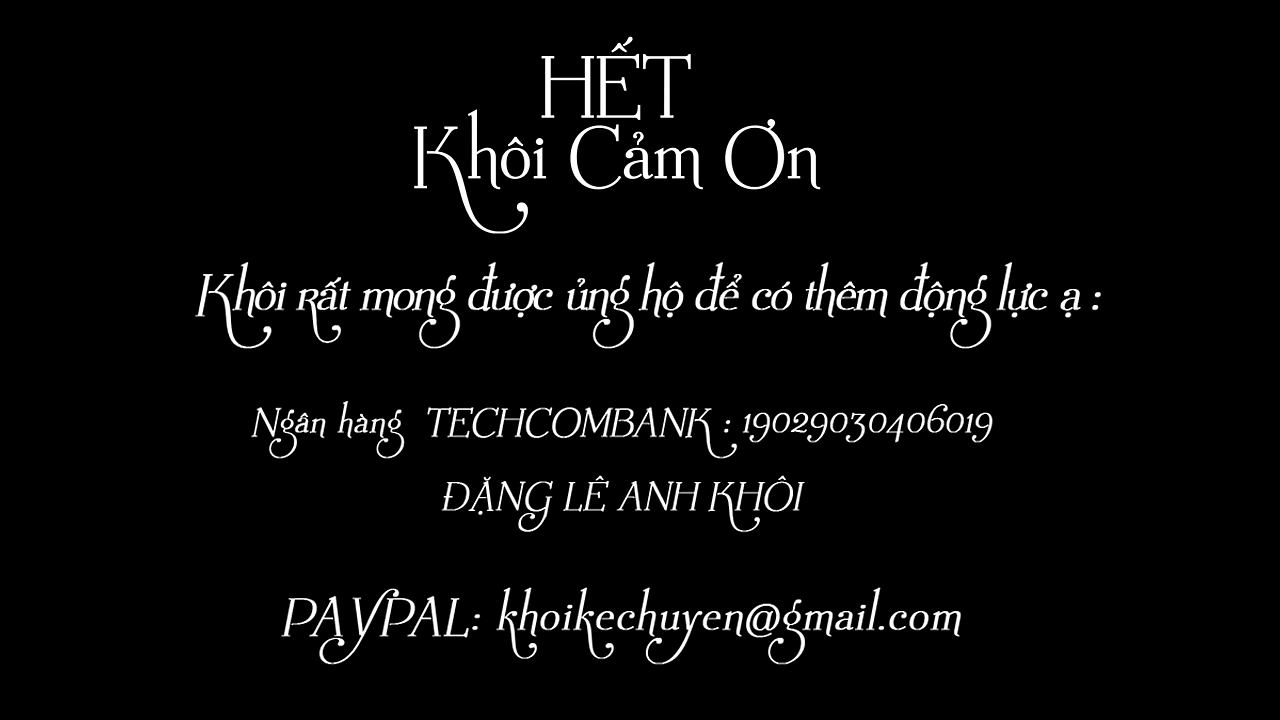 HẾT
Khôi Cảm Ơn
Khôi rất mong được ủng hộ để có thêm động lực ạ :
Ngân hàng TECHCOMBANK : 19029030406019
ĐẶNG LÊ ANH KHÔI
PAYPAL: khoikechuyen@gmail.com